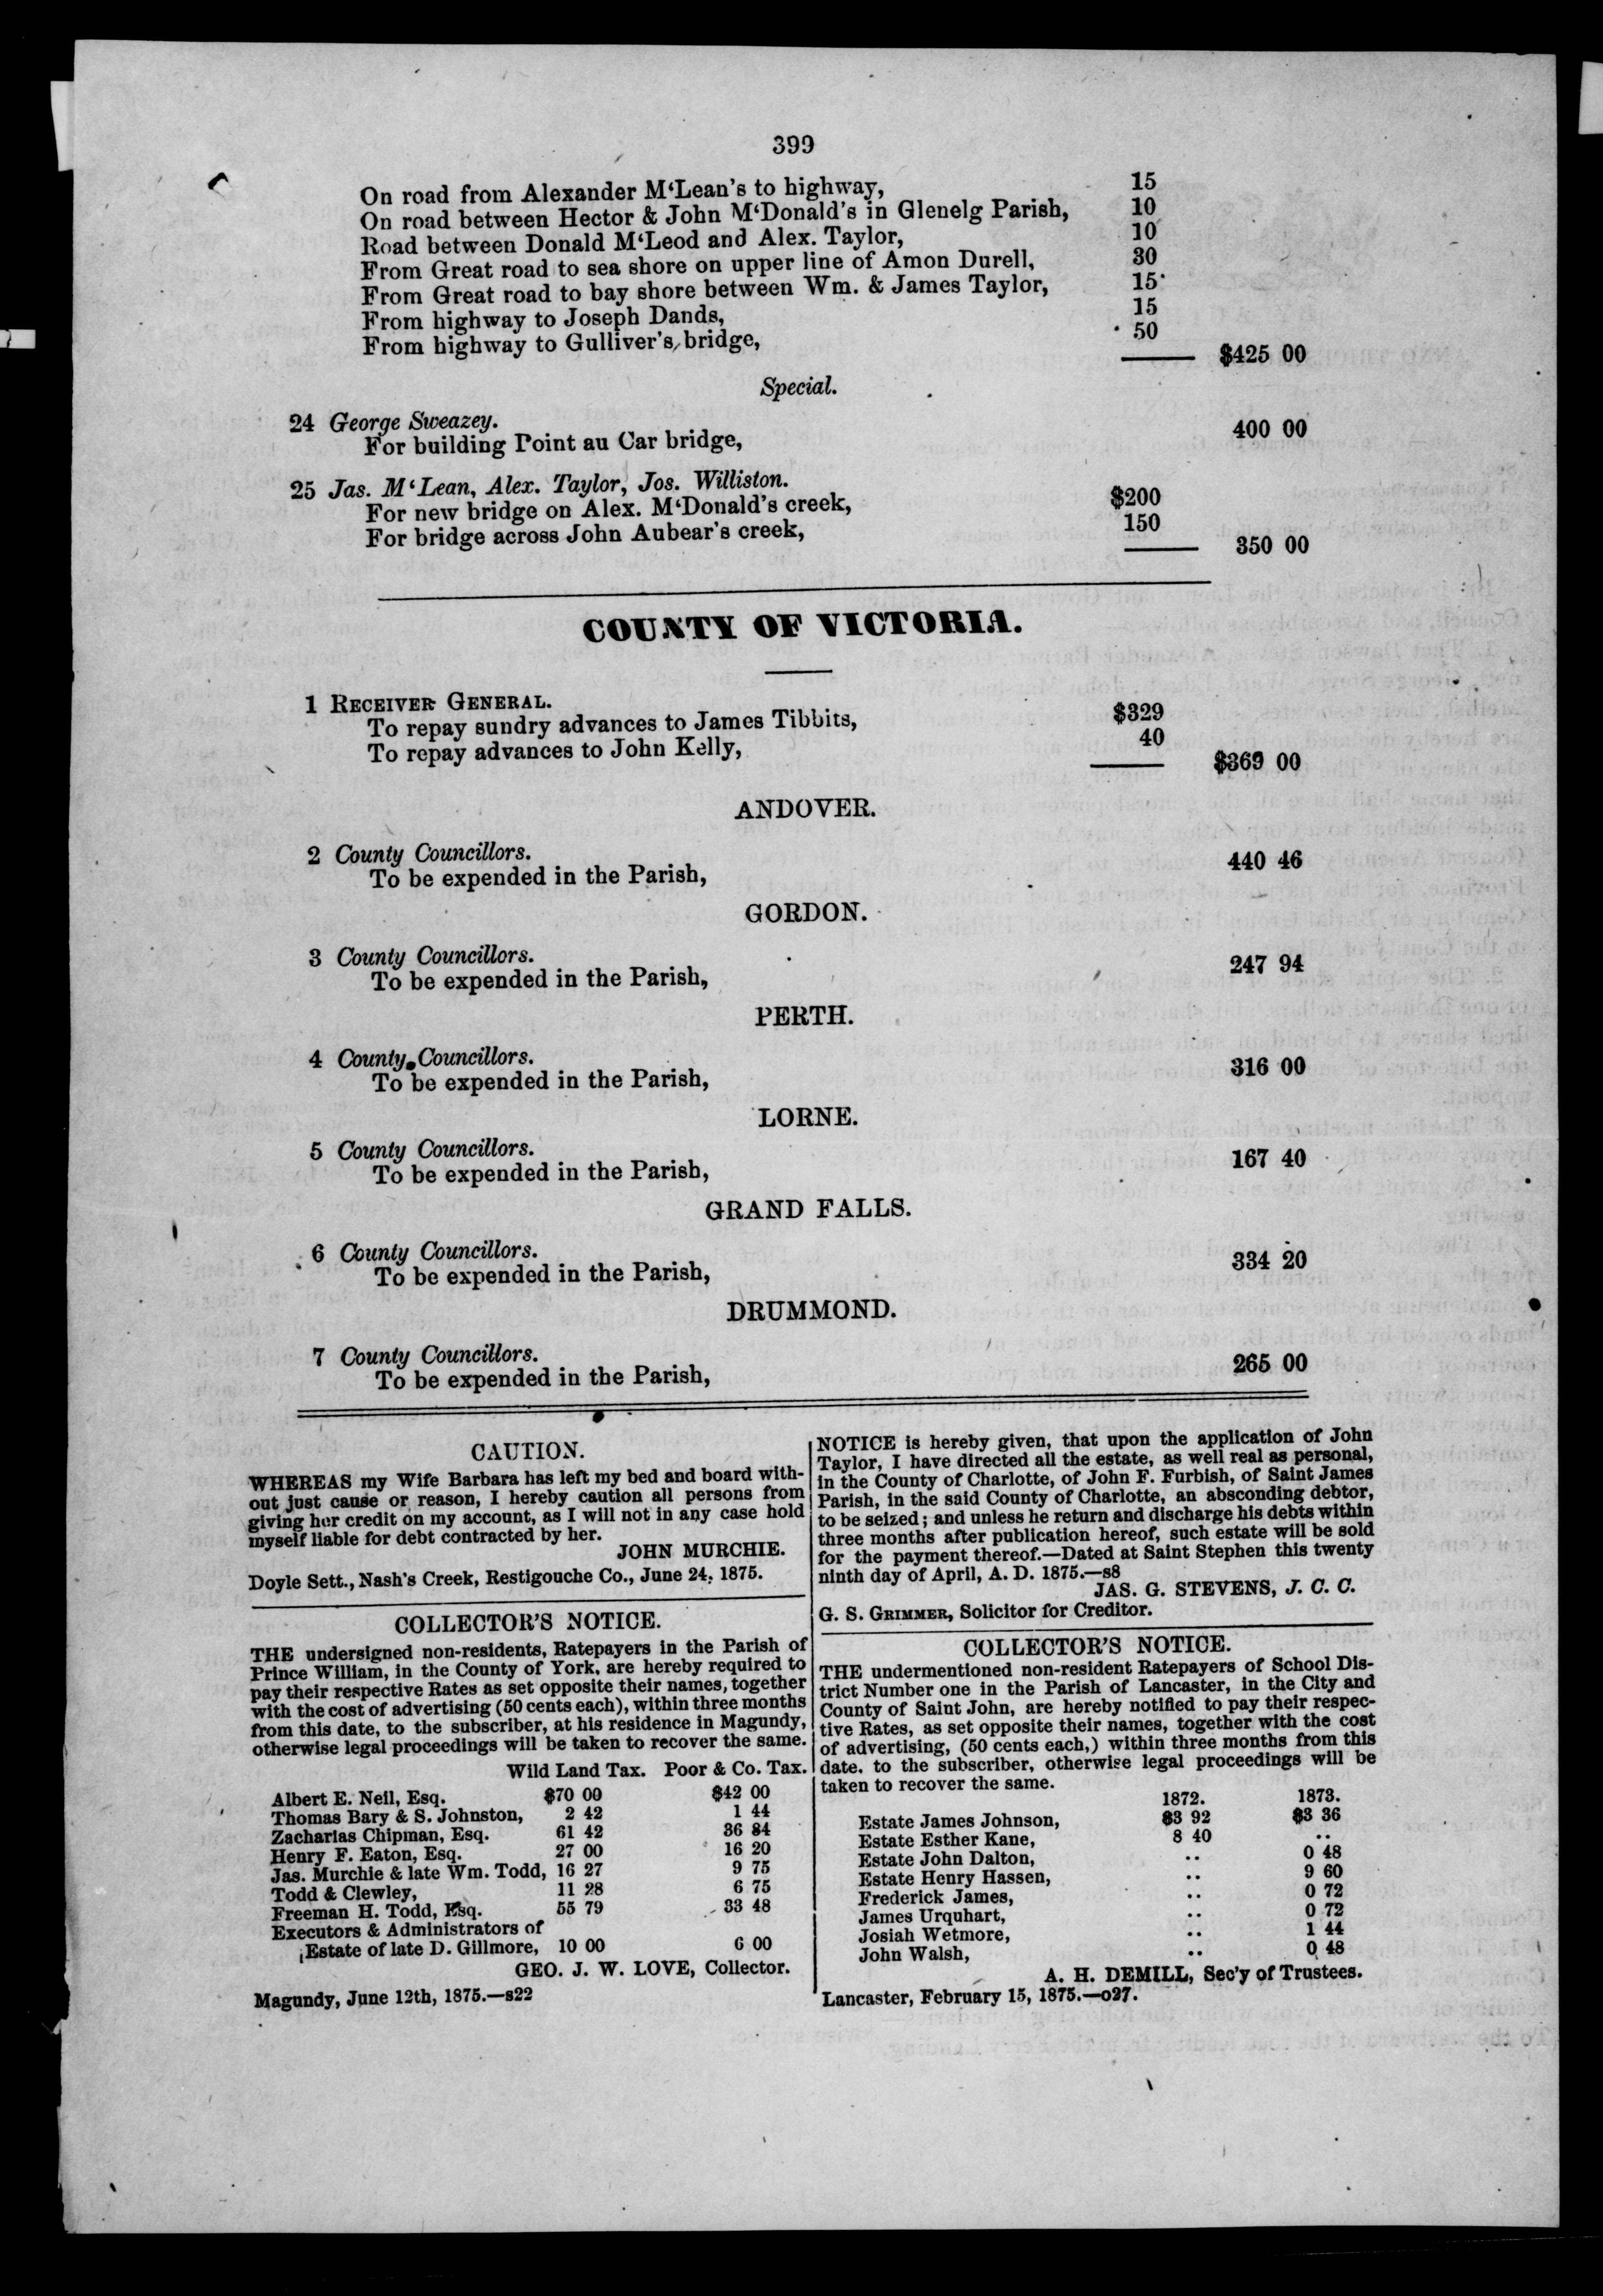 399
On road from Alexander M‘Lean's to highway, 15
On road between Hector & John M‘Donald's in Glenelg Parish, 10
Road between Donald M‘Leod and Alex. Taylor, 10
From Great road to sea shore on upper line of Amon Durell, 30
From Great road to bay shore between Wm. & James Taylor, 15
From highway to Joseph Dands, 15
From highway to Gulliver's bridge, 50
$425 00
Special.
24 George Sweazey.
For building Point au Car bridge, 400 00
25 Jas. M‘Lean, Alex. Taylor, Jos. Williston.
For new bridge on Alex. M‘Donald's creek, $200
For bridge across John Aubear's creek, 150
350 00
COUNTY OF VICTORIA.
1 RECEIVER GENERAL.
To repay sundry advances to James Tibbits, $329
To repay advances to John Kelly, 40
$369 00
ANDOVER.
2 County Councillors.
To be expended in the Parish, 440 46
GORDON.
3 County Councillors.
To be expended in the Parish, 247 94
PERTH.
4 County Councillors.
To be expended in the Parish, 316 00
LORNE.
5 County Councillors.
To be expended in the Parish, 167 40
GRAND FALLS.
6 County Councillors.
To be expended in the Parish, 334 20
DRUMMOND.
7 County Councillors.
To be expended in the Parish, 265 00
CAUTION.
WHEREAS my Wife Barbara has left my bed and board with-
out just cause or reason, I hereby caution all persons from
giving her credit on my account, as I will not in any case hold
myself liable for debt contracted by her.
JOHN MURCHIE.
Doyle Sett., Nash's Creek, Restigouche Co., June 24, 1875.
COLLECTOR'S NOTICE.
THE undersigned non-residents, Ratepayers in the Parish of
Prince William, in the County of York, are hereby required to
pay their respective Rates as set opposite their names, together
with the cost of advertising (50 cents each), within three months
from this date, to the subscriber, at his residence in Magundy,
otherwise legal proceedings will be taken to recover the same.
Wild Land Tax. Poor & Co. Tax.
Albert E. Neil, Esq. $70 00 $42 00
Thomas Bary & S. Johnston, 2 42 1 44
Zacharias Chipman, Esq. 61 42 36 84
Henry F. Eaton, Esq. 27 00 16 20
Jas. Murchie & late Wm. Todd, 16 27 9 75
Todd & Clewley, 11 28 6 75
Freeman H. Todd, Esq. 55 79 33 48
Executors & Administrators of
Estate of late D. Gillmore, 10 00 6 00
GEO. J. W. LOVE, Collector.
Magundy, June 12th, 1875.—s22
NOTICE is hereby given, that upon the application of John
Taylor, I have directed all the estate, as well real as personal,
in the County of Charlotte, of John F. Furbish, of Saint James
Parish, in the said County of Charlotte, an absconding debtor,
to be seized; and unless he return and discharge his debts within
three months after publication hereof, such estate will be sold
for the payment thereof.—Dated at Saint Stephen this twenty
ninth day of April, A. D. 1875.—s8
JAS. G. STEVENS, J. C. C.
G. S. GRIMMER, Solicitor for Creditor.
COLLECTOR'S NOTICE.
THE undermentioned non-resident Ratepayers of School Dis-
trict Number one in the Parish of Lancaster, in the City and
County of Saint John, are hereby notified to pay their respec-
tive Rates, as set opposite their names, together with the cost
of advertising, (50 cents each,) within three months from this
date. to the subscriber, otherwise legal proceedings will be
taken to recover the same.
1872. 1873.
Estate James Johnson, $3 92 $3 36
Estate Esther Kane, 8 40 ..
Estate John Dalton, .. 0 48
Estate Henry Hassen, .. 9 60
Frederick James, .. 0 72
James Urquhart, .. 0 72
Josiah Wetmore, .. 1 44
John Walsh, .. 0 48
A. H. DEMILL, Sec'y of Trustees.
Lancaster, February 15, 1875.—o27.